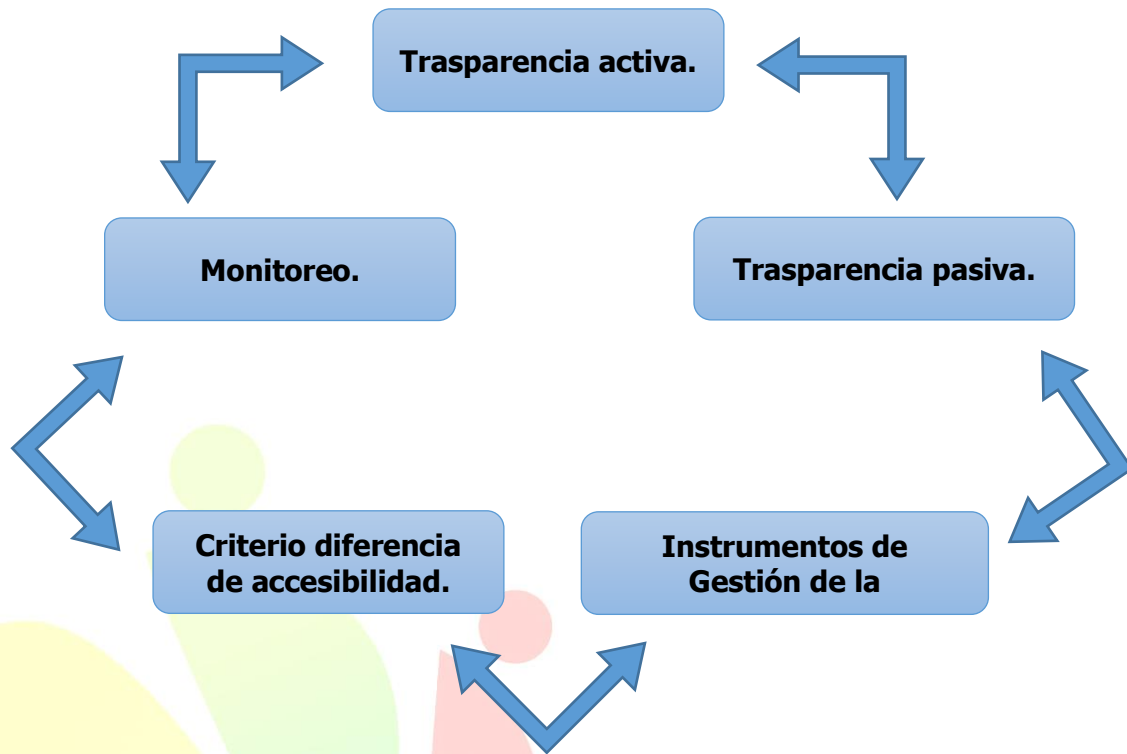 Trasparencia activa.
Monitoreo.
Trasparencia pasiva.
Criterio diferencia
de accesibilidad.
Instrumentos de
Gestión de la